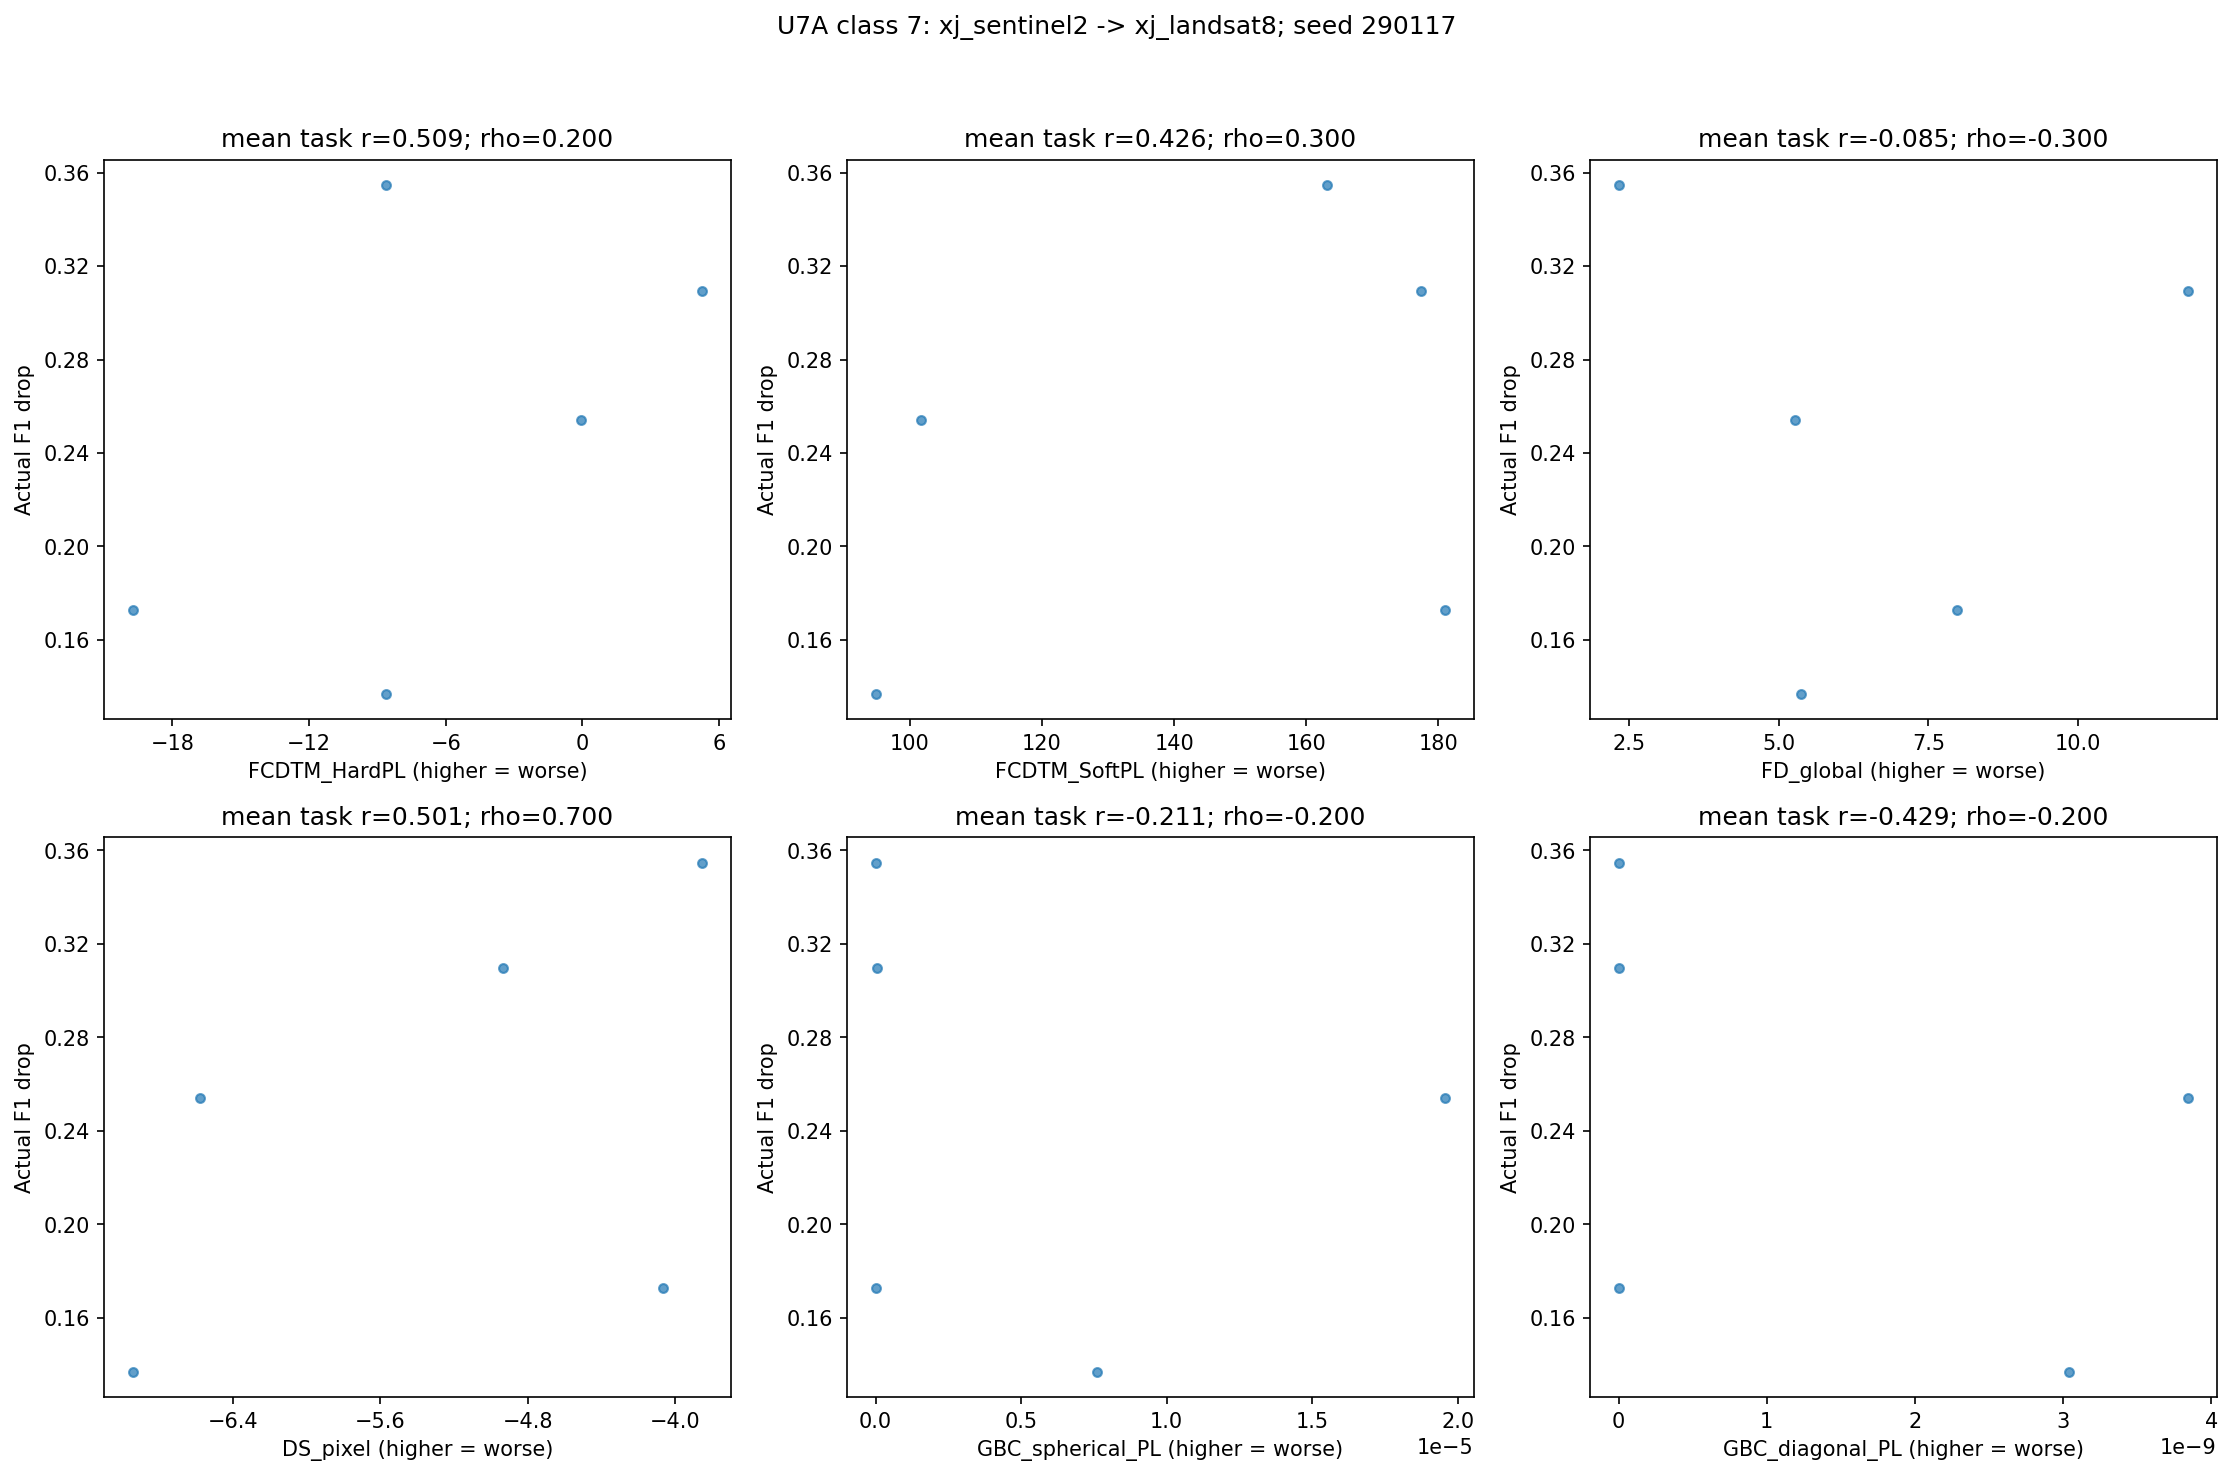 U7A class 7: xj_sentinel2 -> xj_landsat8; seed 290117
mean task r=0.509; rho=0.200
0.36
0.32
0.28
0.24
0.20
0.16
Actual F1 drop
−18 −12 −6 0 6
FCDTM_HardPL (higher = worse)
mean task r=0.426; rho=0.300
0.36
0.32
0.28
0.24
0.20
0.16
Actual F1 drop
100 120 140 160 180
FCDTM_SoftPL (higher = worse)
mean task r=-0.085; rho=-0.300
0.36
0.32
0.28
0.24
0.20
0.16
Actual F1 drop
2.5 5.0 7.5 10.0
FD_global (higher = worse)
mean task r=0.501; rho=0.700
0.36
0.32
0.28
0.24
0.20
0.16
Actual F1 drop
−6.4 −5.6 −4.8 −4.0
DS_pixel (higher = worse)
mean task r=-0.211; rho=-0.200
0.36
0.32
0.28
0.24
0.20
0.16
Actual F1 drop
0.0 0.5 1.0 1.5 2.0
1e−5
GBC_spherical_PL (higher = worse)
mean task r=-0.429; rho=-0.200
0.36
0.32
0.28
0.24
0.20
0.16
Actual F1 drop
0 1 2 3 4
1e−9
GBC_diagonal_PL (higher = worse)